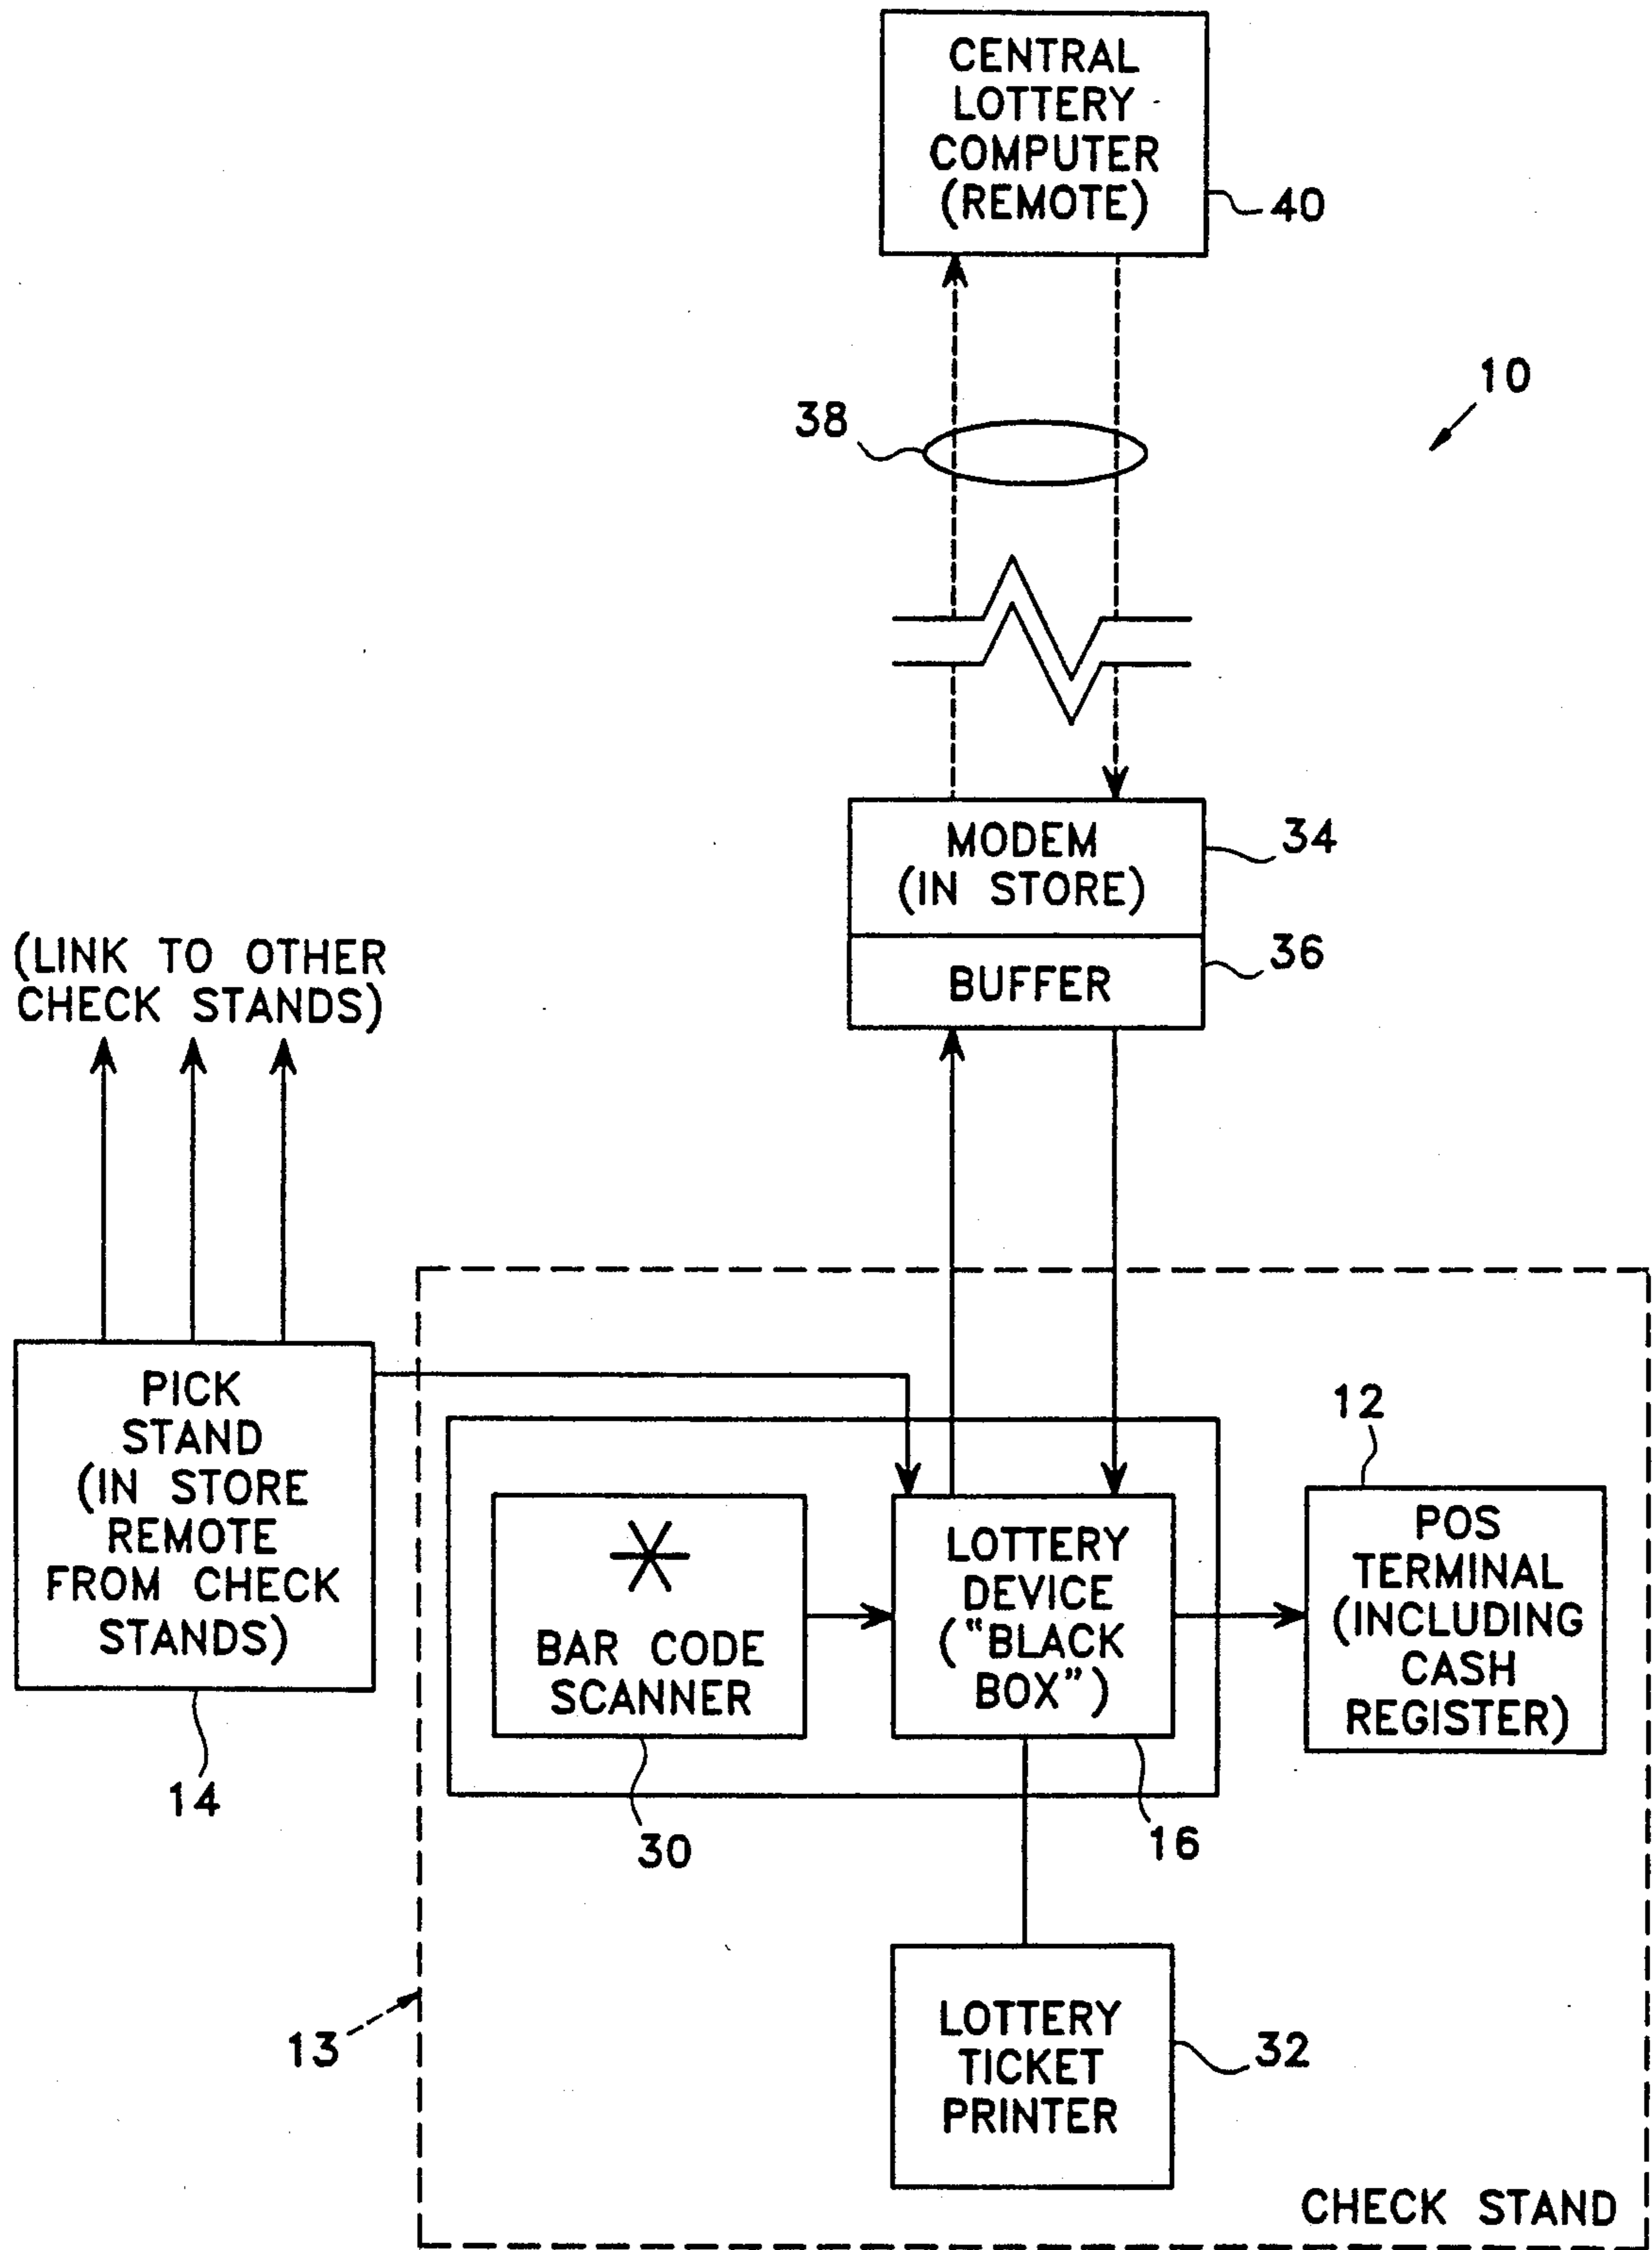 CENTRAL
LOTTERY
COMPUTER
(REMOTE)
40
10
38
MODEM
(IN STORE)
34
BUFFER
36
(LINK TO OTHER
CHECK STANDS)
PICK
STAND
(IN STORE
REMOTE
FROM CHECK
STANDS)
14
BAR CODE
SCANNER
30
LOTTERY
DEVICE
("BLACK
BOX")
16
12
POS
TERMINAL
(INCLUDING
CASH
REGISTER)
13
LOTTERY
TICKET
PRINTER
32
CHECK STAND